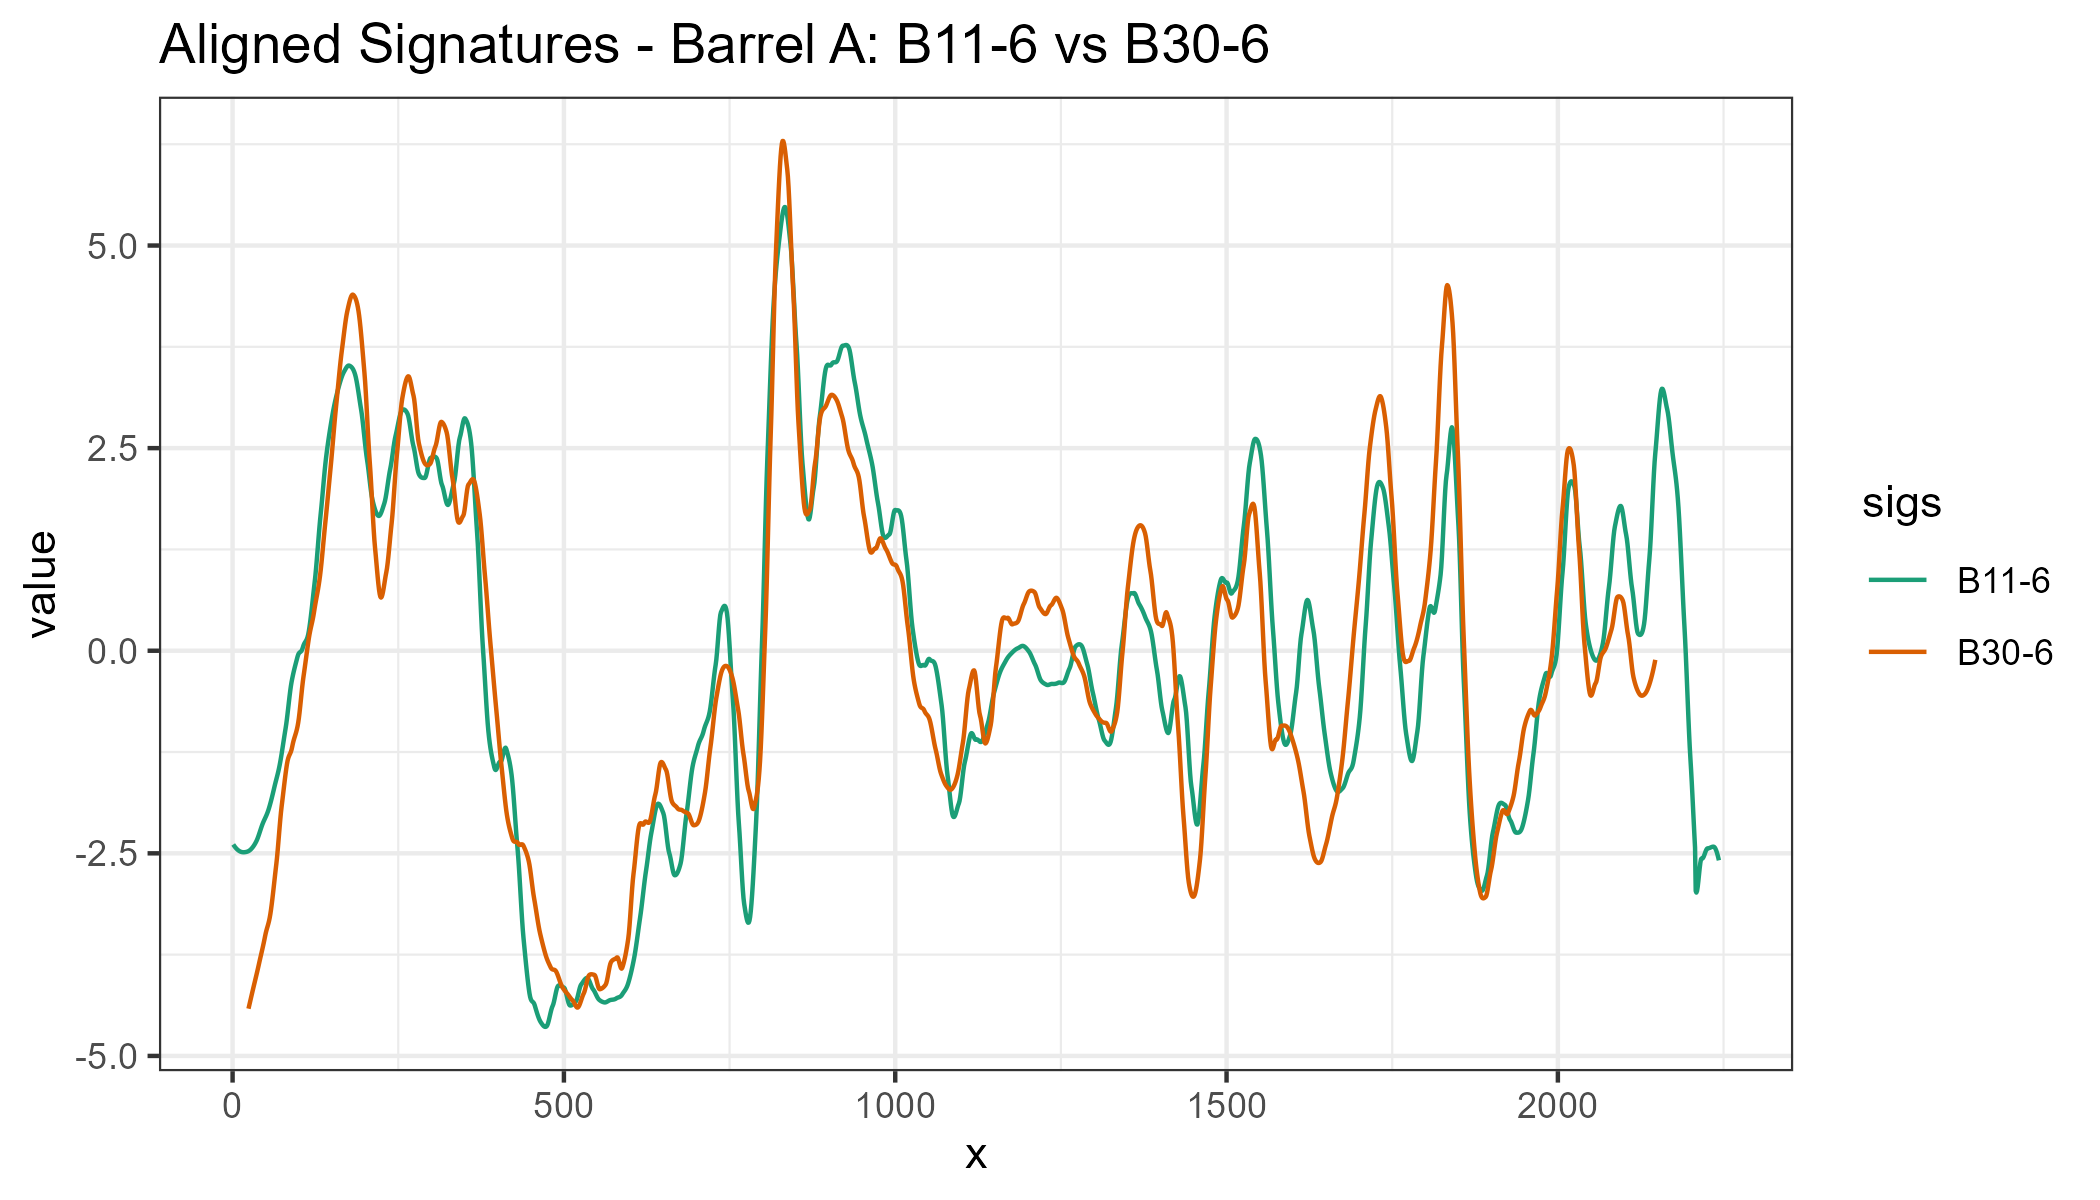 Aligned Signatures - Barrel A: B11-6 vs B30-6
5.0
2.5
0.0
-2.5
-5.0
value
0 500 1000 1500 2000
x
sigs
B11-6
B30-6